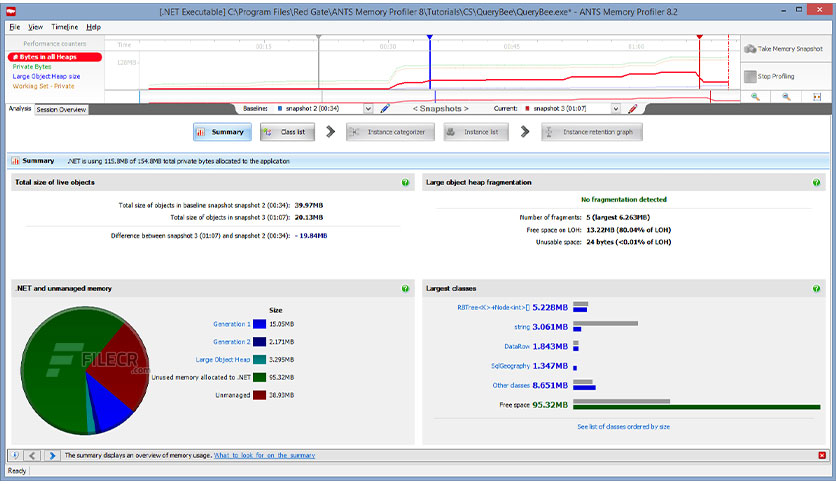 [.NET Executable] C:\Program Files\Red Gate\ANTS Memory Profiler 8\Tutorials\CS\QueryBee\QueryBee.exe* - ANTS Memory Profiler 8.2
File View Timeline Help
Performance counters
Bytes in all Heaps
Private Bytes
Large Object Heap size
Working Set - Private
Time 00:15 00:30 00:45 01:00
128MB
Take Memory Snapshot
Stop Profiling
Analysis Session Overview
Baseline: snapshot 2 (00:34) < Snapshots > Current: snapshot 3 (01:07)
Summary Class list Instance categorizer Instance list Instance retention graph
Summary .NET is using 115.8MB of 154.8MB total private bytes allocated to the application
Total size of live objects
Total size of objects in baseline snapshot snapshot 2 (00:34): 39.97MB
Total size of objects in snapshot 3 (01:07): 20.13MB
Difference between snapshot 3 (01:07) and snapshot 2 (00:34): - 19.84MB
Large object heap fragmentation
No fragmentation detected
Number of fragments: 5 (largest 6.263MB)
Free space on LOH: 13.22MB (80.04% of LOH)
Unusable space: 24 bytes (<0.01% of LOH)
.NET and unmanaged memory
Size
Generation 1 15.05MB
Generation 2 2.171MB
Large Object Heap 3.295MB
Unused memory allocated to .NET 95.32MB
Unmanaged 38.93MB
FILECR
.com
Largest classes
RBTree<K>+Node<int>[] 5.228MB
string 3.061MB
DataRow 1.843MB
SqlGeography 1.347MB
Other classes 8.651MB
Free space 95.32MB
See list of classes ordered by size
The summary displays an overview of memory usage. What to look for on the summary
Ready